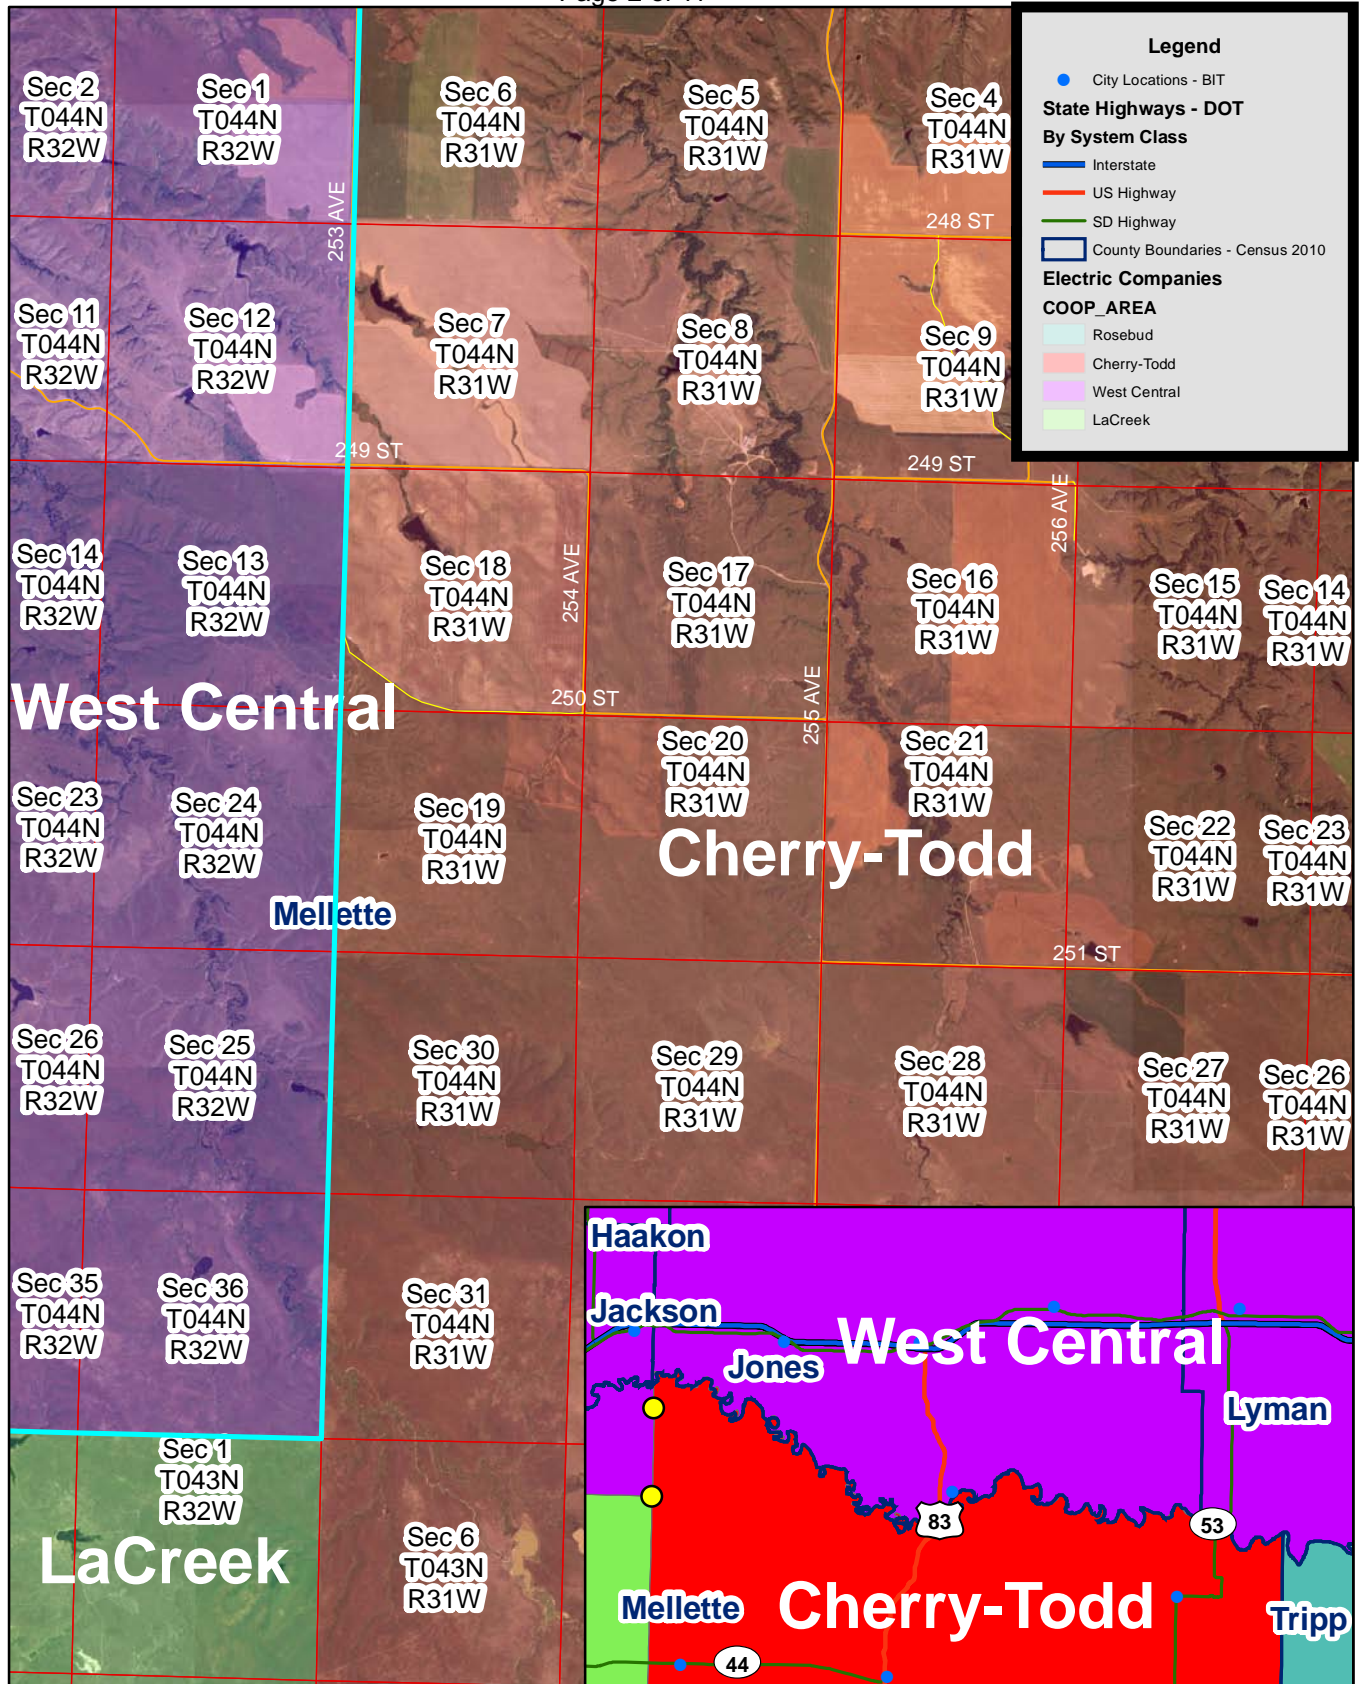 Sec 2
T044N
R32W
Sec 1
T044N
R32W
Sec 6
T044N
R31W
Sec 5
T044N
R31W
Sec 4
T044N
R31W
Legend
City Locations - BIT
State Highways - DOT
By System Class
Interstate
US Highway
SD Highway
County Boundaries - Census 2010
Electric Companies
COOP_AREA
Rosebud
Cherry-Todd
West Central
LaCreek
253 AVE
248 ST
Sec 11
T044N
R32W
Sec 12
T044N
R32W
Sec 7
T044N
R31W
Sec 8
T044N
R31W
Sec 9
T044N
R31W
249 ST
249 ST
256 AVE
Sec 14
T044N
R32W
Sec 13
T044N
R32W
Sec 18
T044N
R31W
254 AVE
Sec 17
T044N
R31W
Sec 16
T044N
R31W
Sec 15
T044N
R31W
Sec 14
T044N
R31W
West Central
250 ST
255 AVE
Sec 23
T044N
R32W
Sec 24
T044N
R32W
Sec 19
T044N
R31W
Sec 20
T044N
R31W
Sec 21
T044N
R31W
Cherry-Todd
Sec 22
T044N
R31W
Sec 23
T044N
R31W
Mellette
251 ST
Sec 26
T044N
R32W
Sec 25
T044N
R32W
Sec 30
T044N
R31W
Sec 29
T044N
R31W
Sec 28
T044N
R31W
Sec 27
T044N
R31W
Sec 26
T044N
R31W
Sec 35
T044N
R32W
Sec 36
T044N
R32W
Sec 31
T044N
R31W
Sec 1
T043N
R32W
LaCreek
Sec 6
T043N
R31W
Haakon
Jackson
Jones
West Central
Lyman
83
53
Mellette
Cherry-Todd
Tripp
44